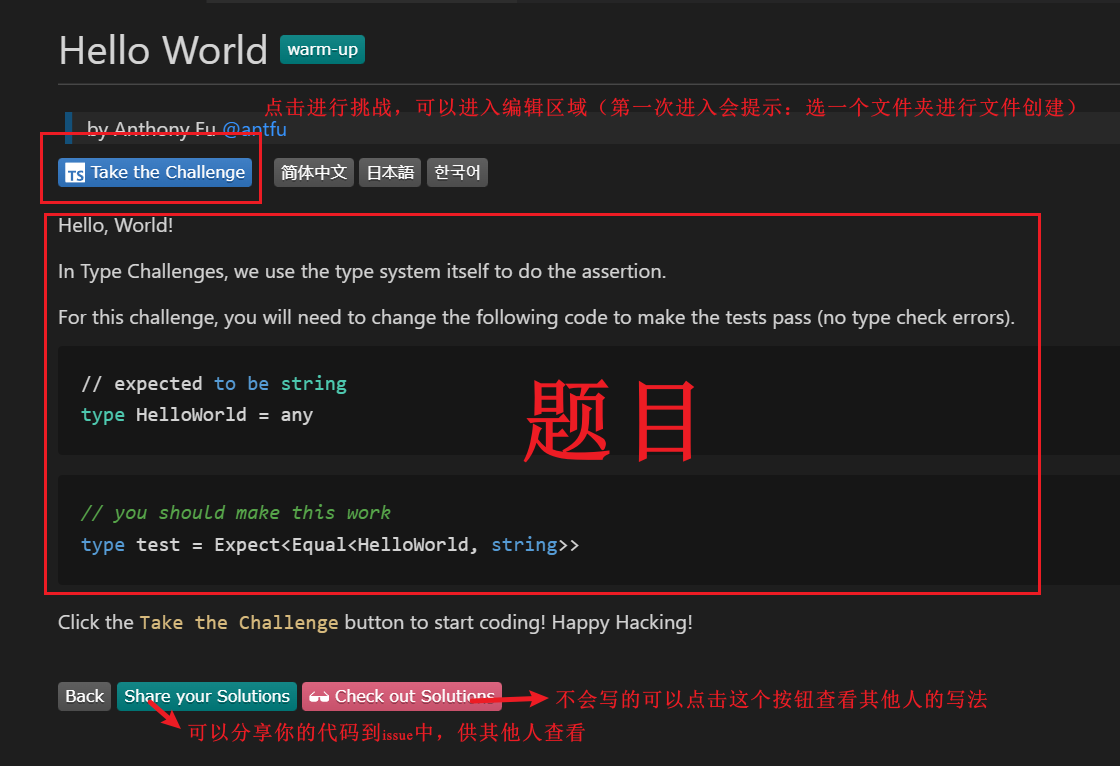 Hello World warm-up
点击进行挑战，可以进入编辑区域（第一次进入会提示：选一个文件夹进行文件创建）
by Anthony Fu @antfu
TS Take the Challenge 简体中文 日本語 한국어
Hello, World!
In Type Challenges, we use the type system itself to do the assertion.
For this challenge, you will need to change the following code to make the tests pass (no type check errors).
// expected to be string
type HelloWorld = any
题目
// you should make this work
type test = Expect<Equal<HelloWorld, string>>
Click the Take the Challenge button to start coding! Happy Hacking!
Back Share your Solutions Check out Solutions 不会写的可以点击这个按钮查看其他人的写法
可以分享你的代码到issue中，供其他人查看